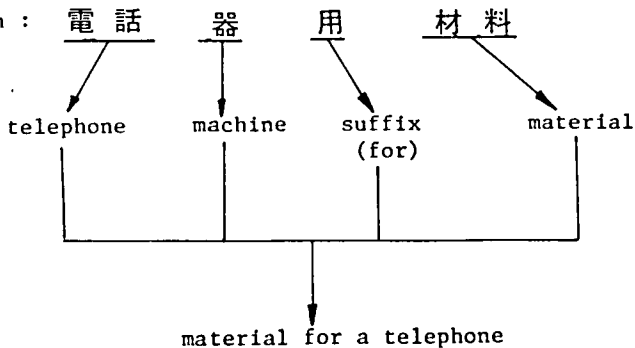 n : 電話 器 用 材料
telephone machine suffix material
(for)
material for a telephone